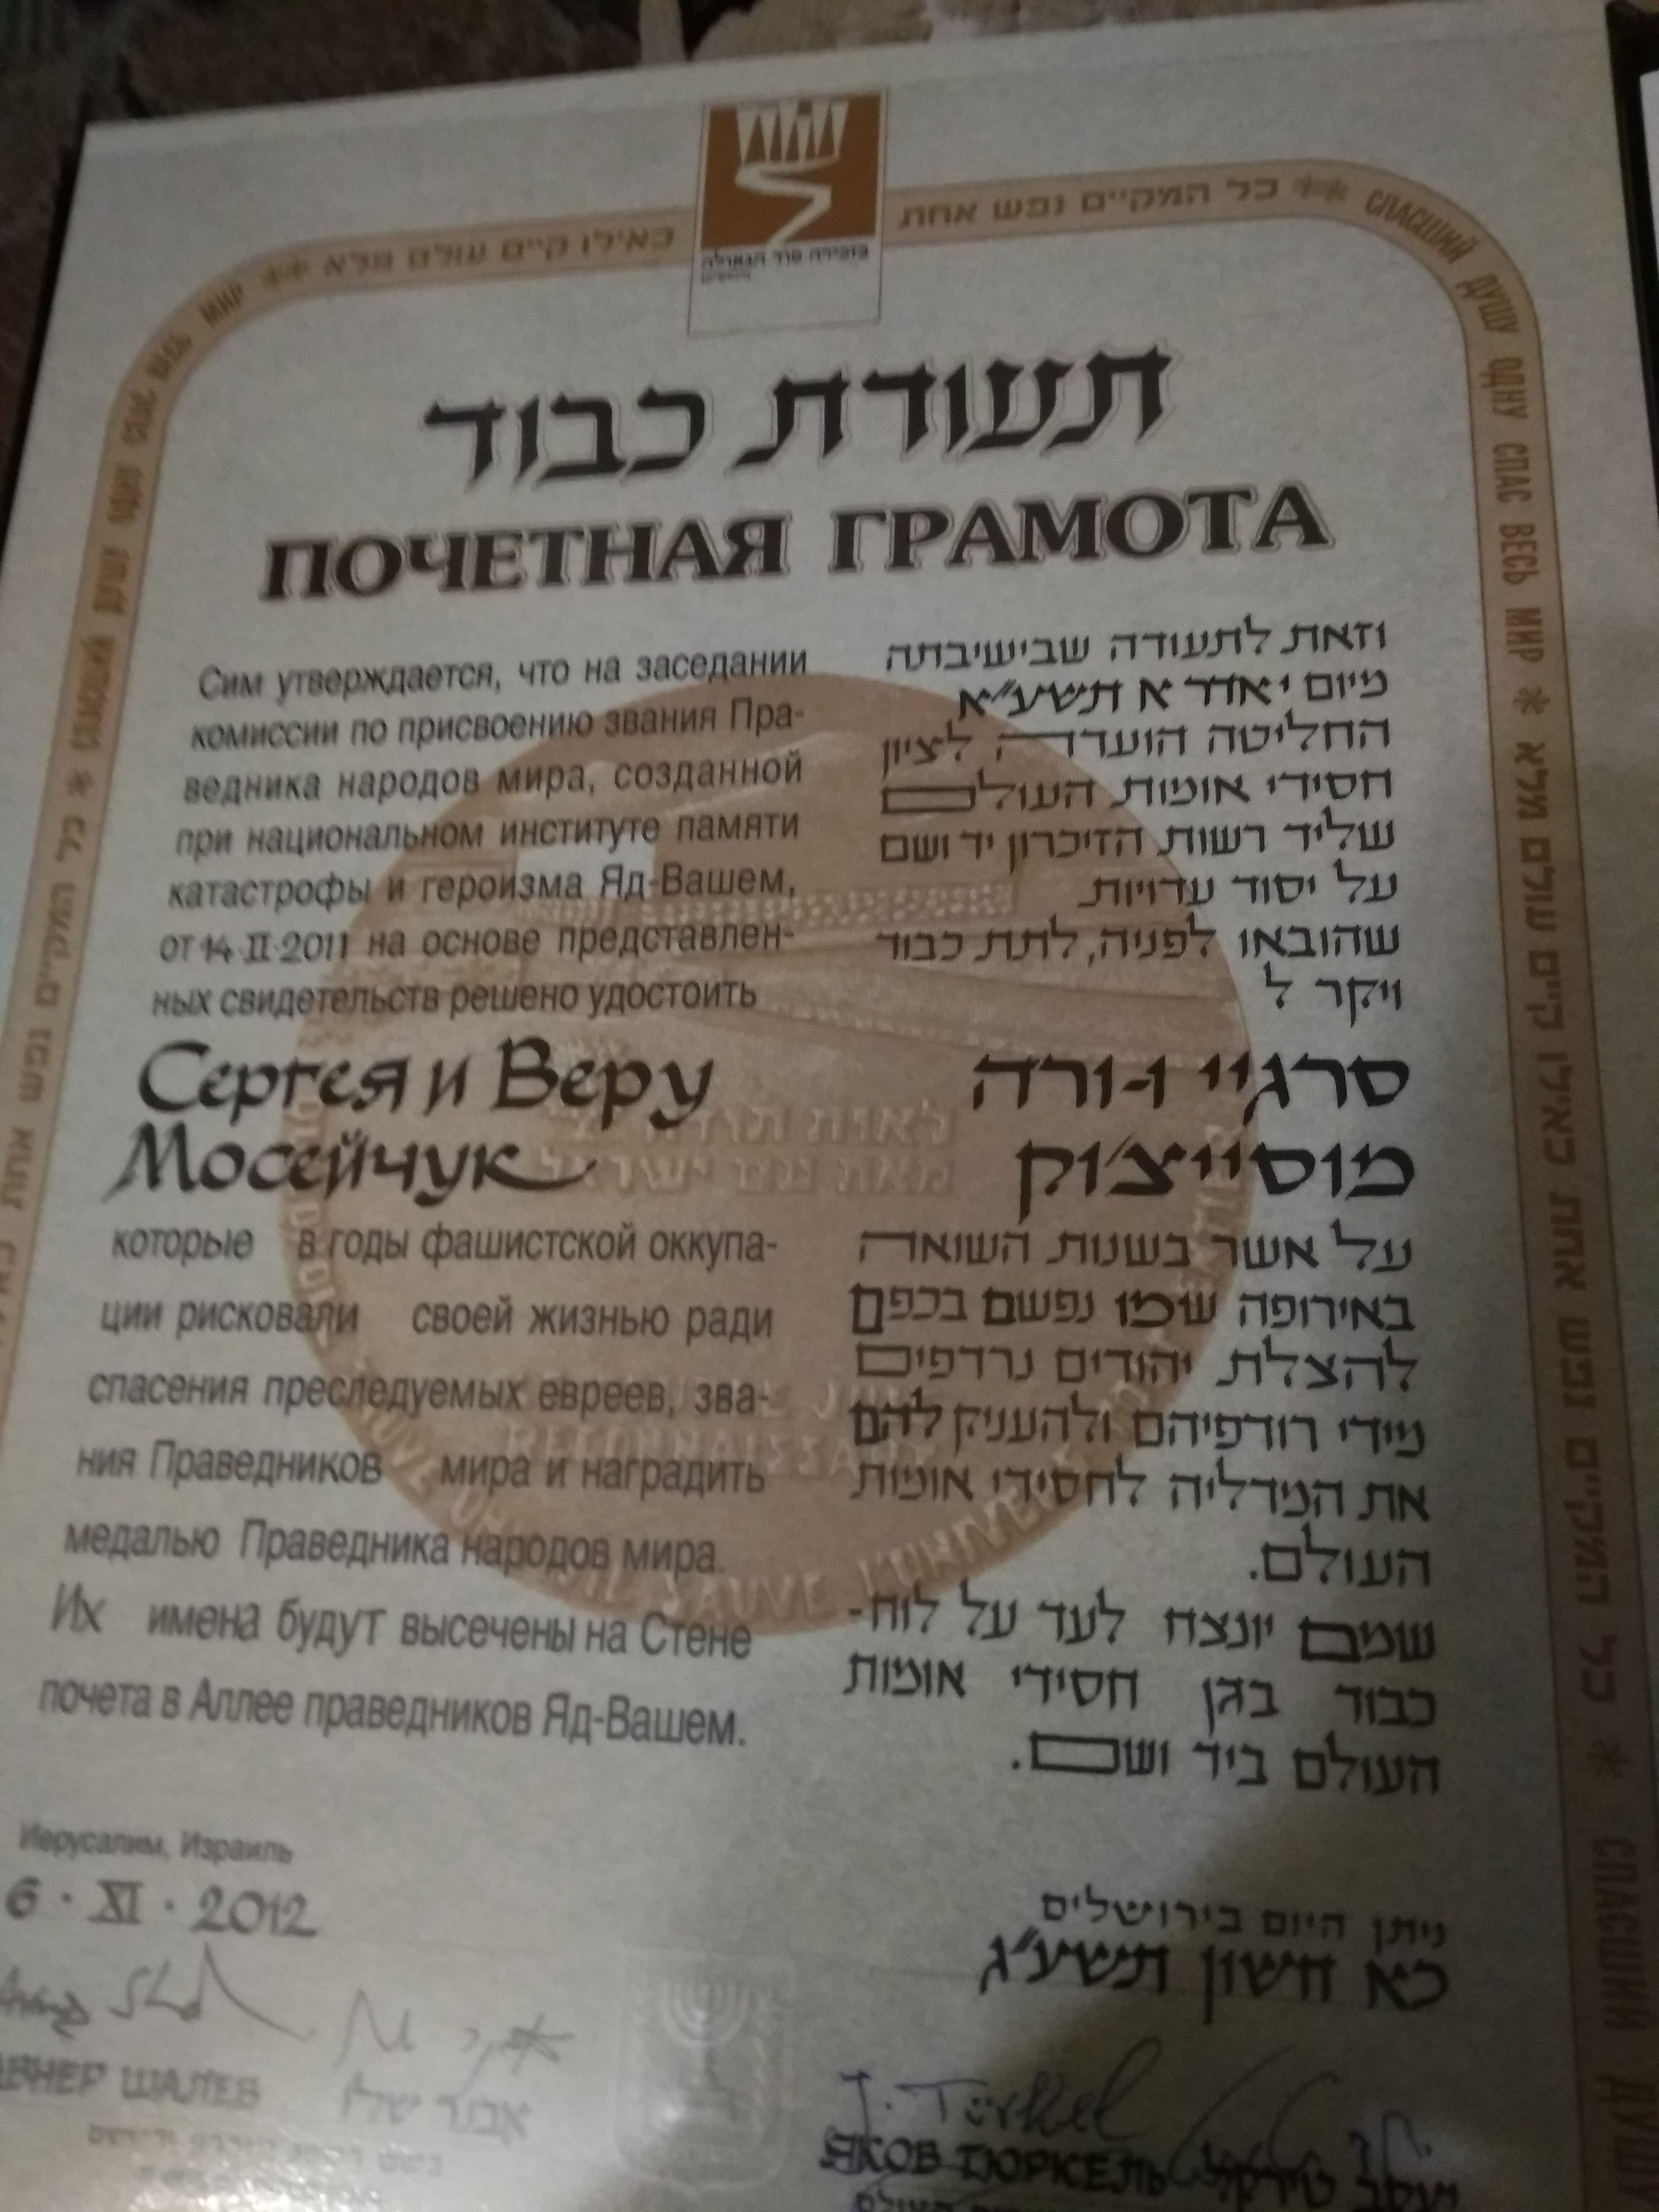 כל המקיים נפש אחת
כאילו קיים עולם מלא
СПАСШИЙ ДУШУ ОДНУ СПАС ВЕСЬ МИР
תעודת כבוד
ПОЧЕТНАЯ ГРАМОТА
Сим утверждается, что на заседании
комиссии по присвоению звания Пра-
ведника народов мира, созданной
при национальном институте памяти
катастрофы и героизма Яд-Вашем,
от 14·II·2011 на основе представлен-
ных свидетельств решено удостоить
Сергея и Веру
Мосейчук
которые в годы фашистской оккупа-
ции рисковали своей жизнью ради
спасения преследуемых евреев, зва-
ния Праведников мира и наградить
медалью Праведника народов мира.
Их имена будут высечены на Стене
почета в Аллее праведников Яд-Вашем.
Иерусалим, Израиль
6 · XI · 2012
וזאת לתעודה שבישיבתה
מיום י אדר א תשע״א
החליטה הועדה לציון
חסידי אומות העולם
שליד רשות הזיכרון יד ושם
על יסוד עדויות
שהובאו לפניה, לתת כבוד
ויקר ל
סרגיי ו-ורה
מוסייצ׳וק
על אשר בשנות השואה
באירופה שמו נפשם בכפם
להצלת יהודים נרדפים
מידי רודפיהם ולהעניק להם
את המדליה לחסידי אומות
העולם.
שמם יונצח לעד על לוח-
כבוד בגן חסידי אומות
העולם ביד ושם.
ניתן היום בירושלים
כא חשון תשע״ג
АВНЕР ШАЛЕВ
אבנר שלו
J. Türkel
ЯКОВ ТЮРКЕЛЬ
יעקב טירקל